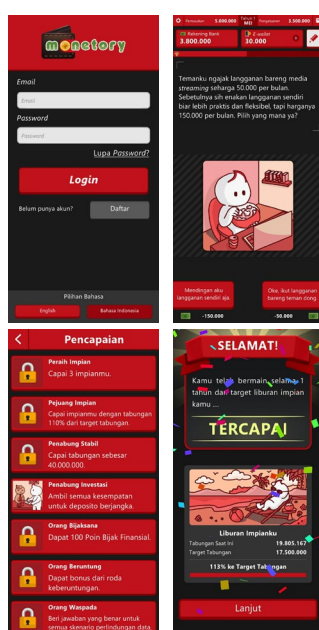 monetory
Email
Email
Password
Password
Lupa Password?
Login
Belum punya akun?
Daftar
Pilihan Bahasa
English
Bahasa Indonesia
Pemasukan 5.000.000
Tahun 1
MEI
Pengeluaran 3.300.000
Rekening Bank
3.800.000
E-wallet
30.000
Temanku ngajak langganan bareng media
streaming seharga 50.000 per bulan.
Sebetulnya sih enakan langganan sendiri
biar lebih praktis dan fleksibel, tapi harganya
150.000 per bulan. Pilih yang mana ya?
Mendingan aku
langganan sendiri aja.
Oke, ikut langganan
bareng teman dong.
-150.000
-50.000
Pencapaian
Peraih Impian
Capai 3 impianmu.
Pejuang Impian
Capai impianmu dengan tabungan
110% dari target tabungan.
Penabung Stabil
Capai tabungan sebesar
40.000.000.
Penabung Investasi
Ambil semua kesempatan
untuk deposito berjangka.
Orang Bijaksana
Dapat 100 Poin Bijak Finansial.
Orang Beruntung
Dapat bonus dari roda
keberuntungan.
Orang Waspada
Beri jawaban yang benar untuk
semua skenario perlindungan data.
SELAMAT!
Kamu telah bermain selama 1
tahun dan target liburan impian
kamu ...
TERCAPAI
Liburan Impianku
Tabungan Saat Ini 19.805.167
Target Tabungan 17.500.000
113% ke Target Tabungan
Lanjut